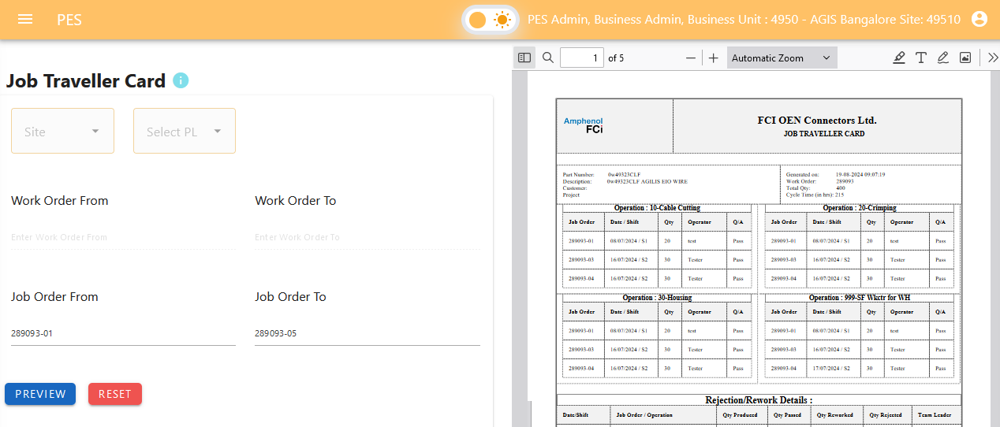 PES
PES Admin, Business Admin, Business Unit : 4950 - AGIS Bangalore Site: 49510
Job Traveller Card
Site
Select PL
Work Order From
Work Order To
Enter Work Order From
Enter Work Order To
Job Order From
Job Order To
289093-01
289093-05
PREVIEW
RESET
1 of 5
Automatic Zoom
Amphenol
FCi
FCI OEN Connectors Ltd.
JOB TRAVELLER CARD
Part Number: 0w49323CLF
Description: 0w49323CLF AGILIS EIO WIRE
Customer:
Project
Generated on: 19-08-2024 09:07:19
Work Order: 289093
Total Qty: 400
Cycle Time (in hrs): 215
Operation : 10-Cable Cutting
Job Order Date / Shift Qty Operator Q/A
289093-01 08/07/2024 / S1 20 test Pass
289093-03 16/07/2024 / S2 30 Tester Pass
289093-04 16/07/2024 / S2 30 Tester Pass
Operation : 20-Crimping
Job Order Date / Shift Qty Operator Q/A
289093-01 08/07/2024 / S1 20 test Pass
289093-03 16/07/2024 / S2 30 Tester Pass
289093-04 16/07/2024 / S2 30 Tester Pass
Operation : 30-Housing
Job Order Date / Shift Qty Operator Q/A
289093-01 08/07/2024 / S1 20 test Pass
289093-03 16/07/2024 / S2 30 Tester Pass
289093-04 16/07/2024 / S2 30 Tester Pass
Operation : 999-SF Wkctr for WH
Job Order Date / Shift Qty Operator Q/A
289093-01 08/07/2024 / S1 20 test Pass
289093-03 16/07/2024 / S2 30 Tester Pass
289093-04 17/07/2024 / S2 30 Tester Pass
Rejection/Rework Details :
Date/Shift Job Order / Operation Qty Produced Qty Passed Qty Reworked Qty Rejected Team Leader